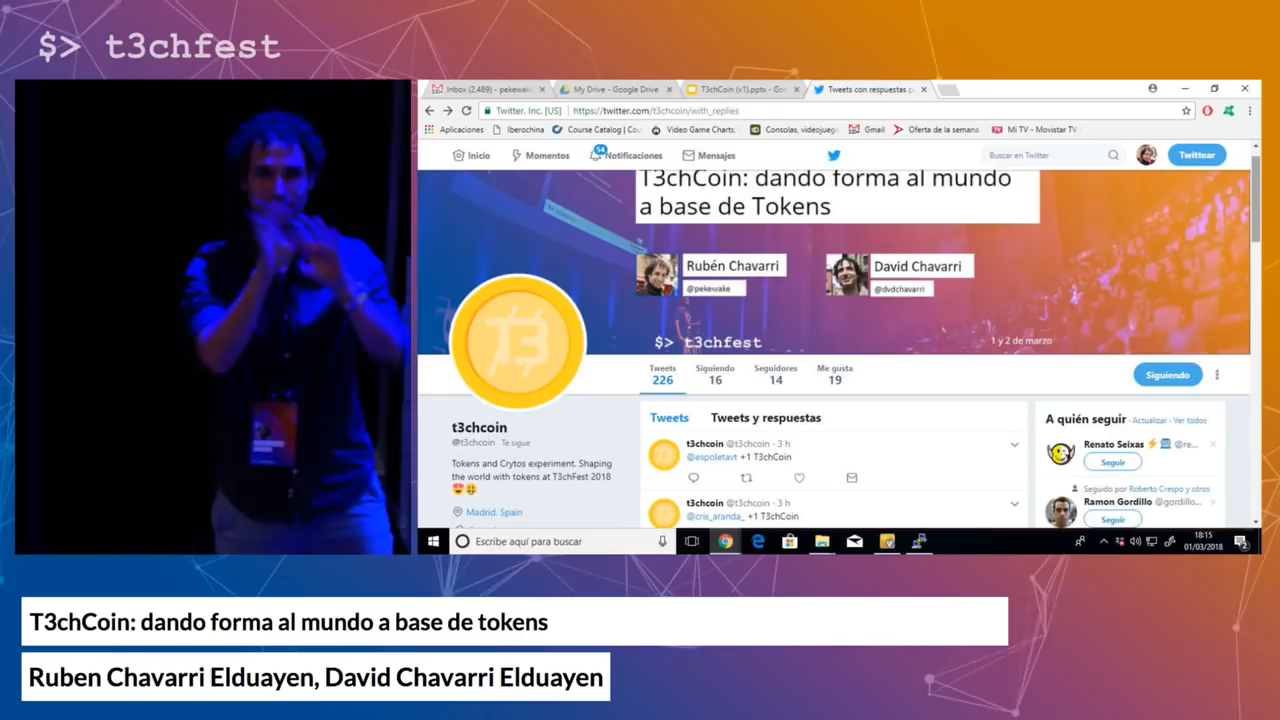 $> t3chfest
Inbox (2,489) - pekewak
My Drive - Google Drive
T3chCoin (v1).pptx - Go
Tweets con respuestas p
Twitter, Inc. [US]
https://twitter.com/t3chcoin/with_replies
Aplicaciones
Iberochina
Course Catalog | Cou
Video Game Charts,
Consolas, videojueg
Gmail
Oferta de la semana
Mi TV - Movistar TV
Inicio
Momentos
54
Notificaciones
Mensajes
Buscar en Twitter
Twittear
T3chCoin: dando forma al mundo
a base de Tokens
Rubén Chavarri
@pekewake
David Chavarri
@dvdchavarri
$> t3chfest
1 y 2 de marzo
T3
Tweets
226
Siguiendo
16
Seguidores
14
Me gusta
19
Siguiendo
t3chcoin
@t3chcoin Te sigue
Tokens and Crytos experiment. Shaping
the world with tokens at T3chFest 2018
Madrid, Spain
Tweets
Tweets y respuestas
t3chcoin @t3chcoin · 3 h
@espoletavt +1 T3chCoin
t3chcoin @t3chcoin · 3 h
@cris_aranda_ +1 T3chCoin
A quién seguir · Actualizar · Ver todos
Renato Seixas @re...
Seguir
Seguido por Roberto Crespo y otros
Ramon Gordillo @gordillo...
Seguir
Escribe aquí para buscar
18:15
01/03/2018
2
T3chCoin: dando forma al mundo a base de tokens
Ruben Chavarri Elduayen, David Chavarri Elduayen